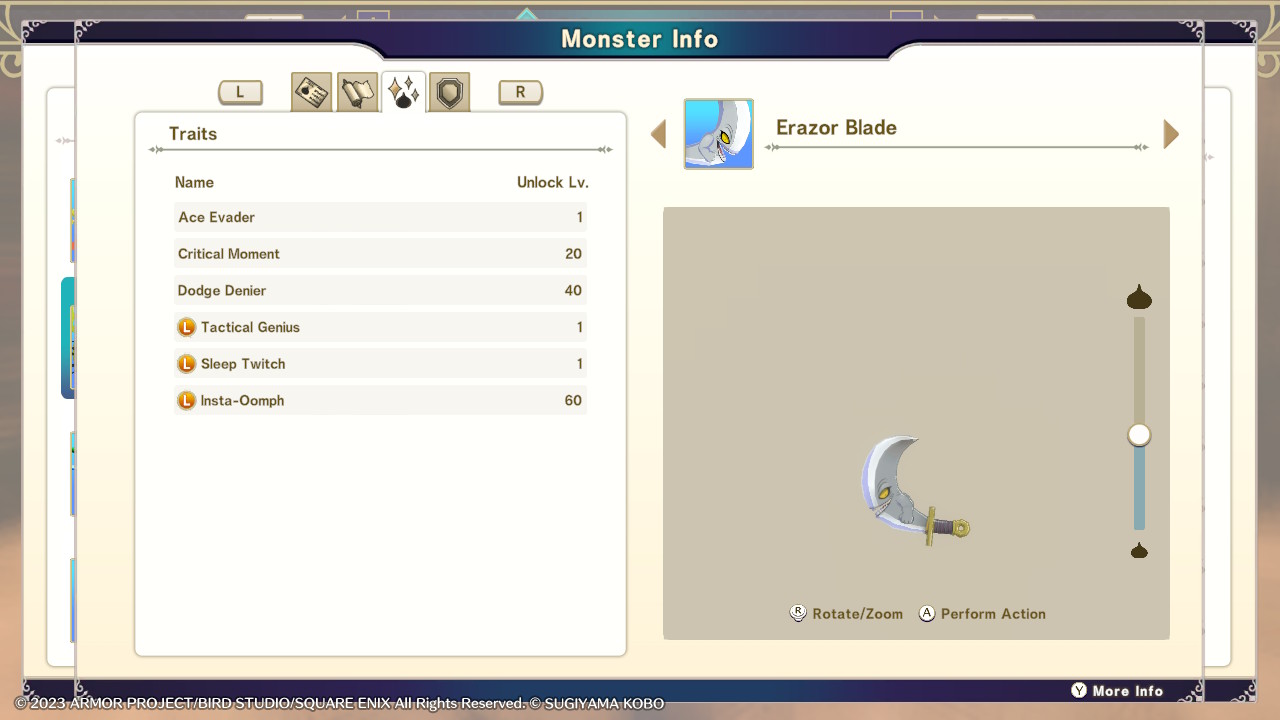 Monster Info
L
R
Traits
Name Unlock Lv.
Ace Evader 1
Critical Moment 20
Dodge Denier 40
L Tactical Genius 1
L Sleep Twitch 1
L Insta-Oomph 60
Erazor Blade
R Rotate/Zoom A Perform Action
Y More Info
© 2023 ARMOR PROJECT/BIRD STUDIO/SQUARE ENIX All Rights Reserved. © SUGIYAMA KOBO